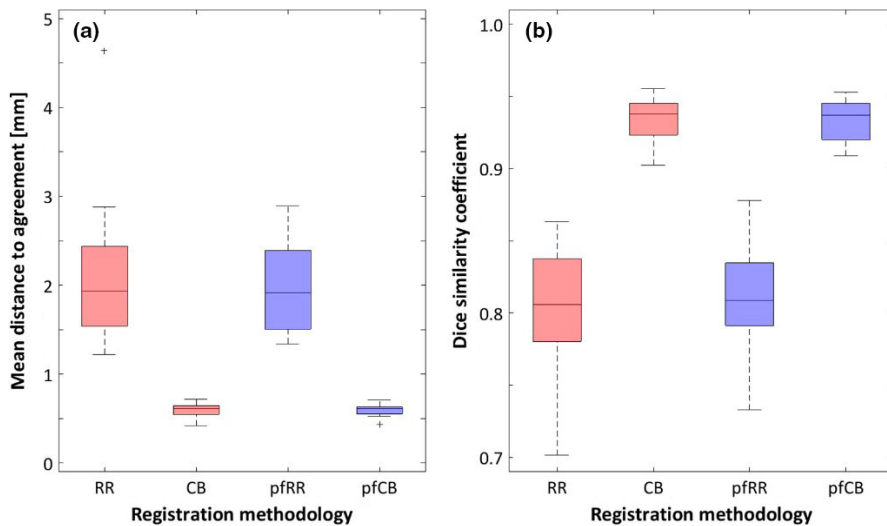 (a)
Mean distance to agreement [mm]
5
4
3
2
1
0
RR CB pfRR pfCB
Registration methodology
(b)
Dice similarity coefficient
1.0
0.9
0.8
0.7
RR CB pfRR pfCB
Registration methodology